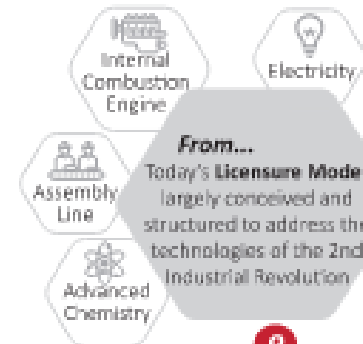 Internal
Combustion
Engine
Electricity
From...
Today's Licensure Mode
largely conceived and
structured to address the
technologies of the 2nd
Industrial Revolution
Assembly
Line
Advanced
Chemistry